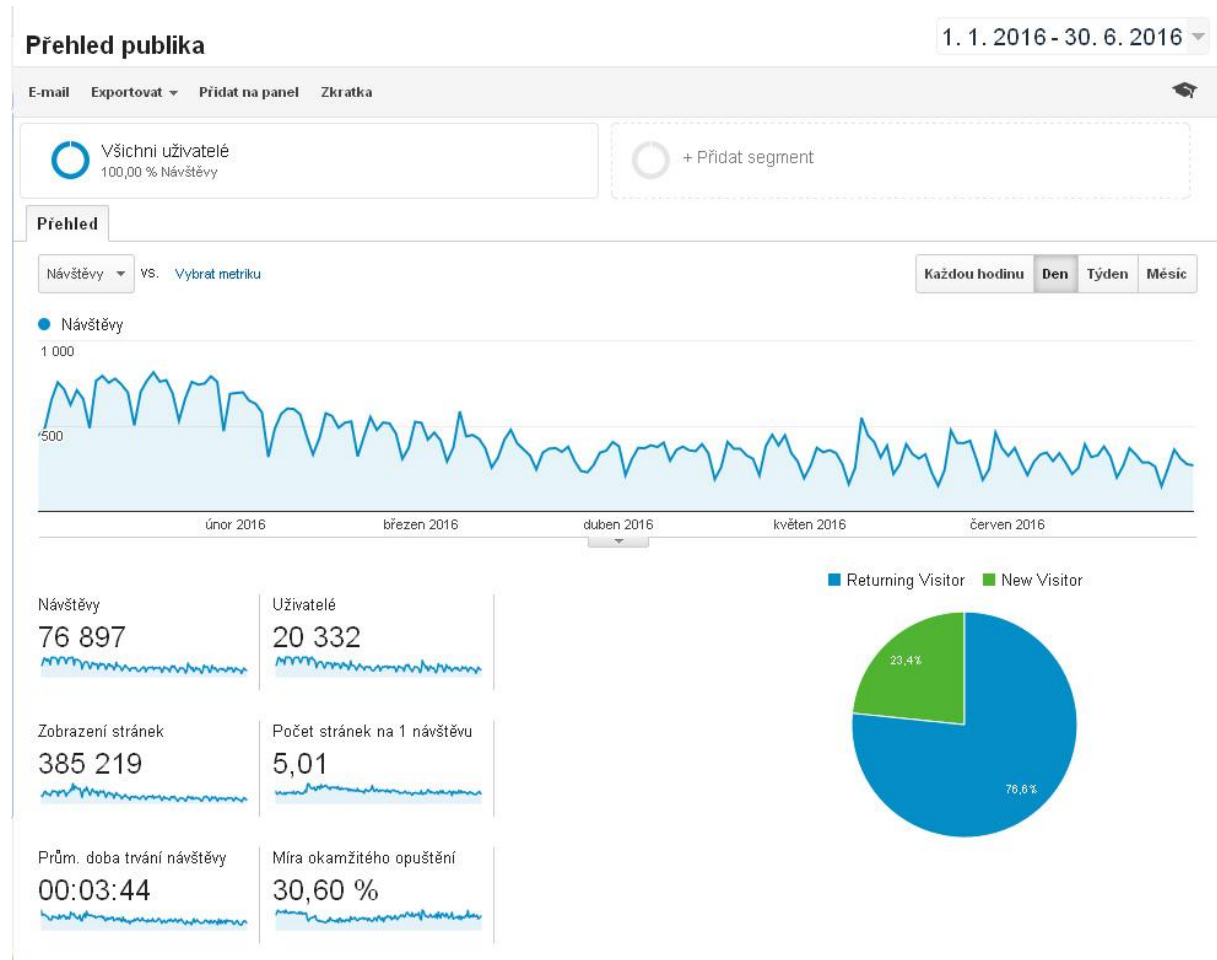 Přehled publika
1. 1. 2016 - 30. 6. 2016
E-mail Exportovat Přidat na panel Zkratka
Všichni uživatelé
100,00 % Návštěvy
+ Přidat segment
Přehled
Návštěvy vs. Vybrat metriku
Každou hodinu Den Týden Měsíc
Návštěvy
1 000
500
únor 2016 březen 2016 duben 2016 květen 2016 červen 2016
Returning Visitor New Visitor
Návštěvy
76 897
Uživatelé
20 332
Zobrazení stránek
385 219
Počet stránek na 1 návštěvu
5,01
Prům. doba trvání návštěvy
00:03:44
Míra okamžitého opuštění
30,60 %
23,4%
76,6%